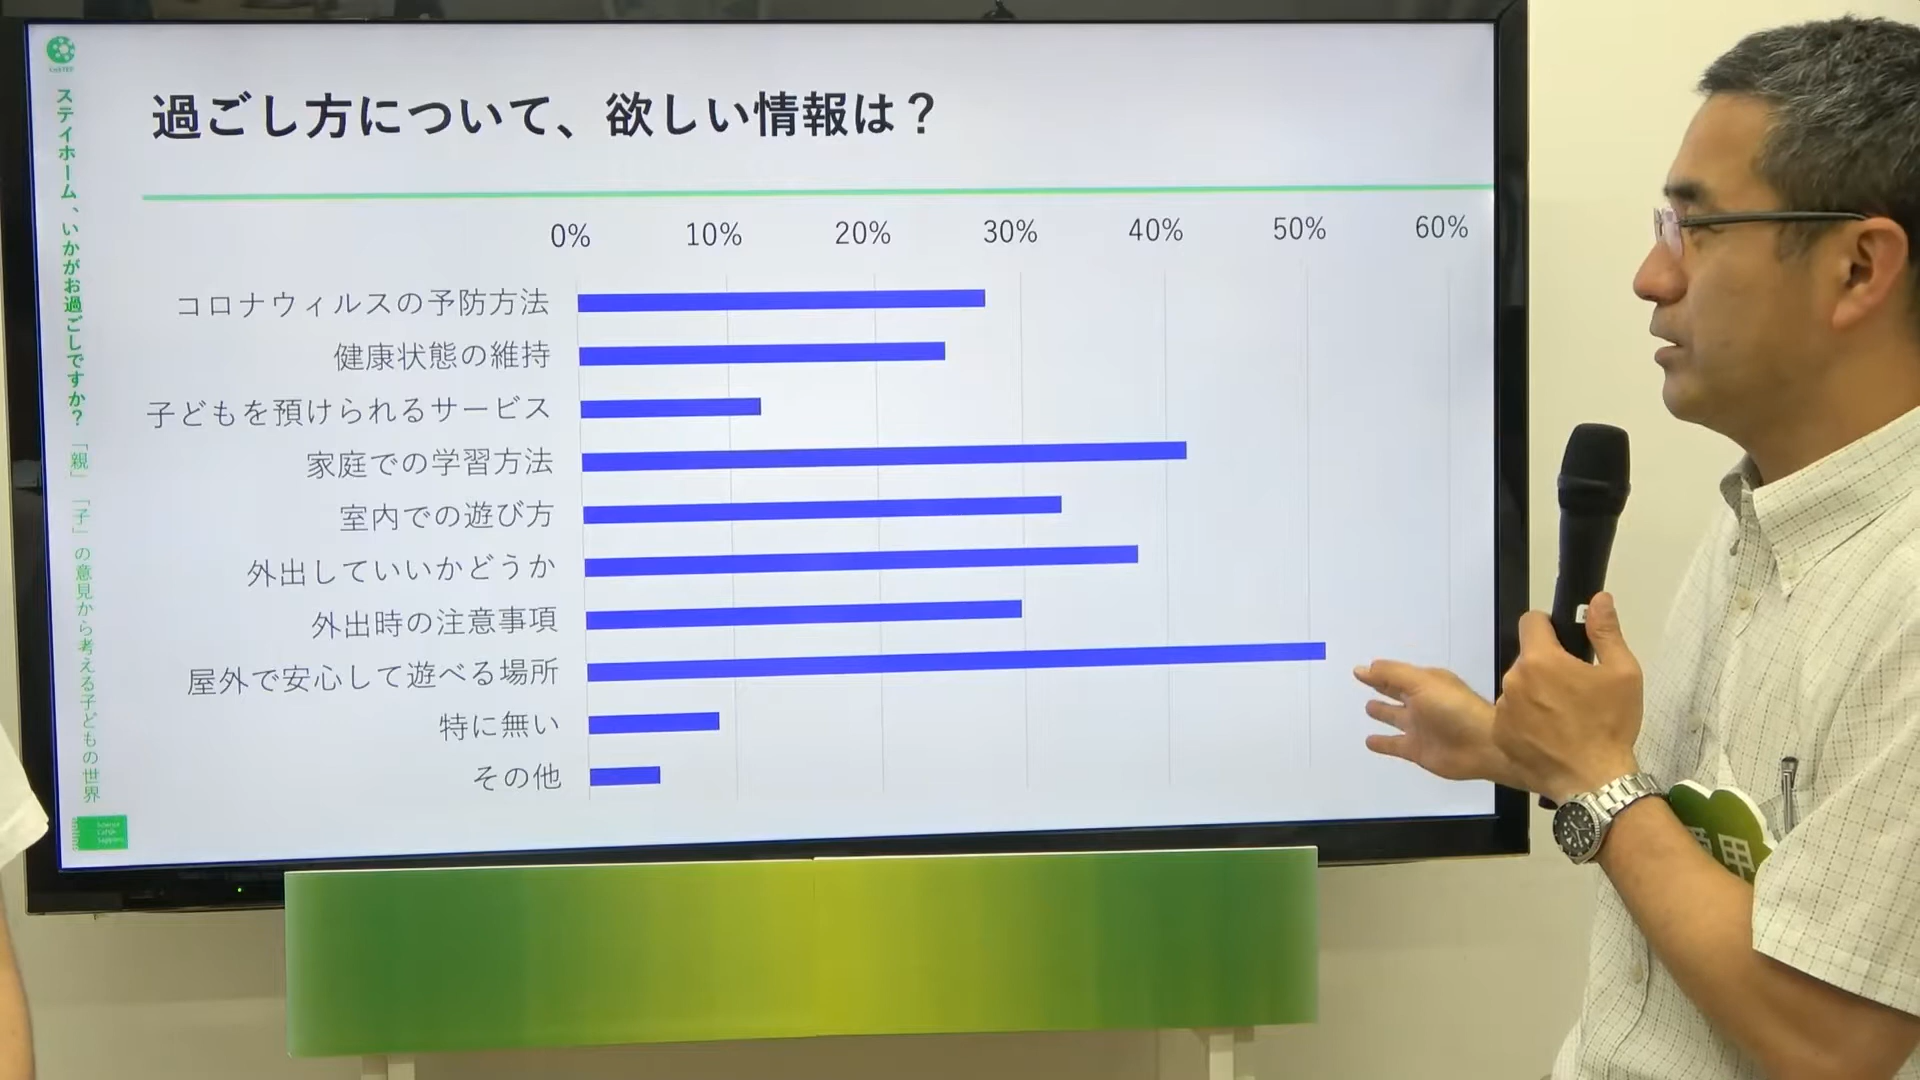 過ごし方について、欲しい情報は？
0% 10% 20% 30% 40% 50% 60%
コロナウィルスの予防方法
健康状態の維持
子どもを預けられるサービス
家庭での学習方法
室内での遊び方
外出していいかどうか
外出時の注意事項
屋外で安心して遊べる場所
特に無い
その他
ステイホーム、いかがお過ごしですか？「親」「子」の意見から考える子どもの世界